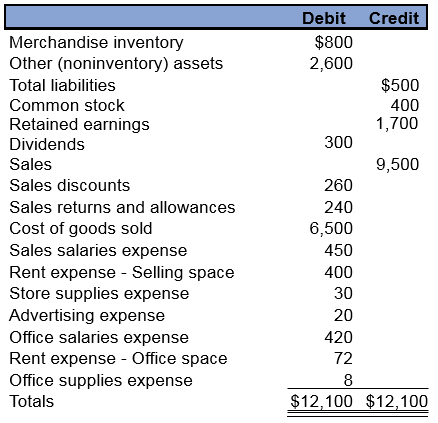 Debit Credit
Merchandise inventory $800
Other (noninventory) assets 2,600
Total liabilities $500
Common stock 400
Retained earnings 1,700
Dividends 300
Sales 9,500
Sales discounts 260
Sales returns and allowances 240
Cost of goods sold 6,500
Sales salaries expense 450
Rent expense - Selling space 400
Store supplies expense 30
Advertising expense 20
Office salaries expense 420
Rent expense - Office space 72
Office supplies expense 8
Totals $12,100 $12,100